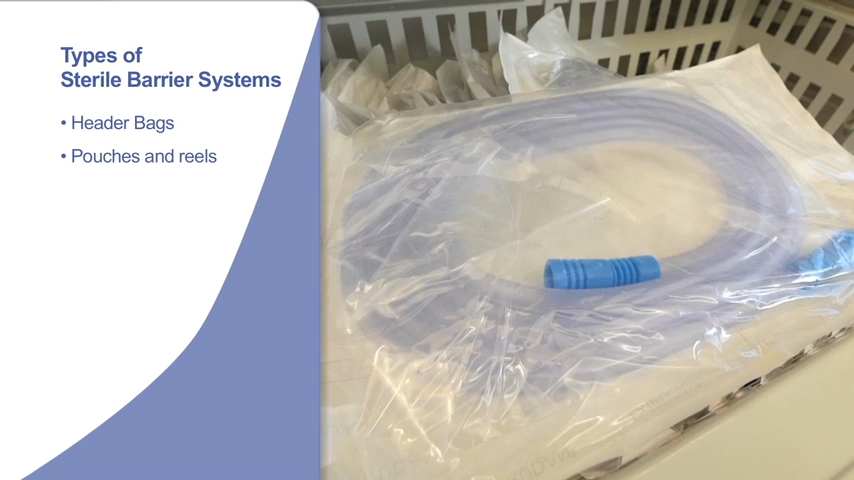 Types of
Sterile Barrier Systems
• Header Bags
• Pouches and reels